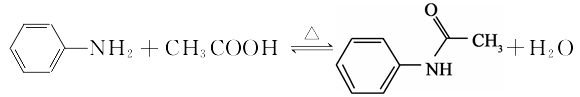 NH2 + CH3COOH △ ⇌ O CH3 NH + H2O